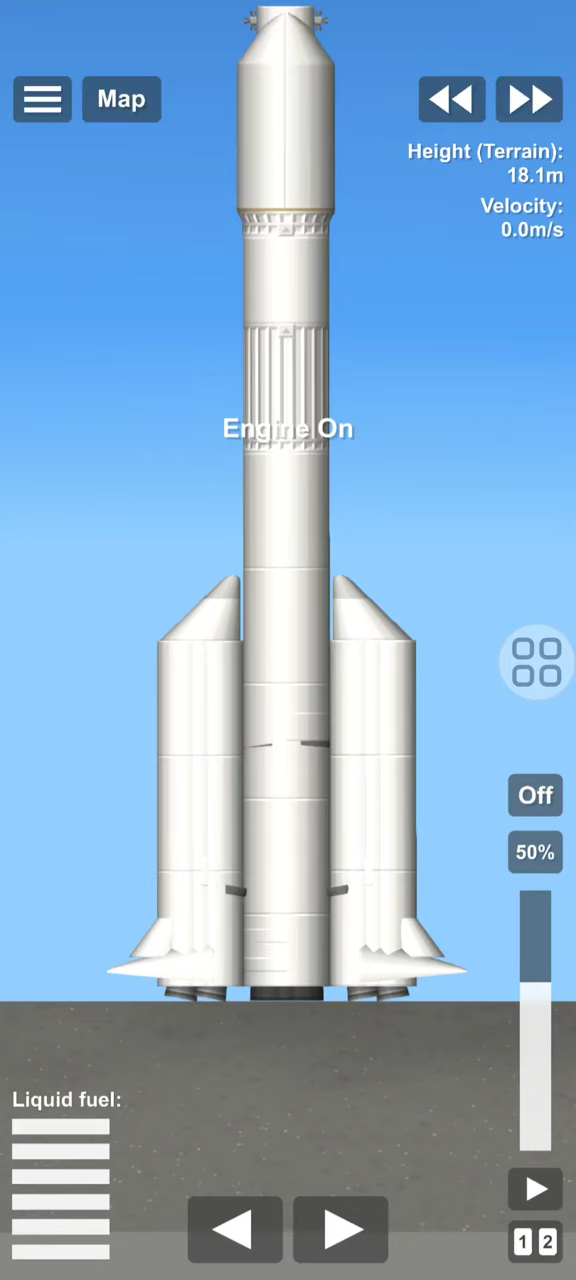 Map
Height (Terrain):
18.1m
Velocity:
0.0m/s
Engine On
Off
50%
Liquid fuel:
1 2